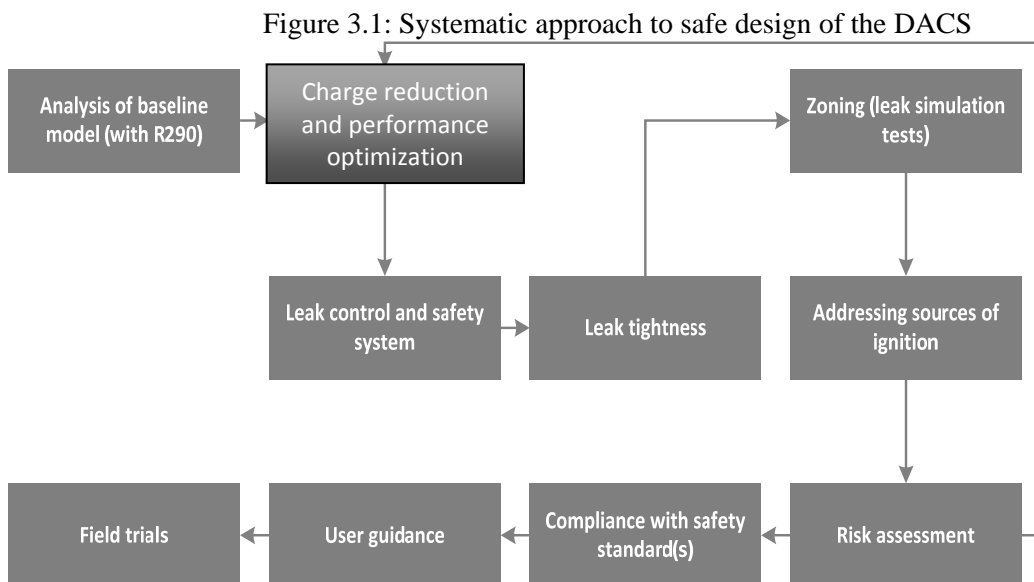 Figure 3.1: Systematic approach to safe design of the DACS
Analysis of baseline
model (with R290)
Charge reduction
and performance
optimization
Zoning (leak simulation
tests)
Leak control and safety
system
Leak tightness
Addressing sources of
ignition
Field trials
User guidance
Compliance with safety
standard(s)
Risk assessment